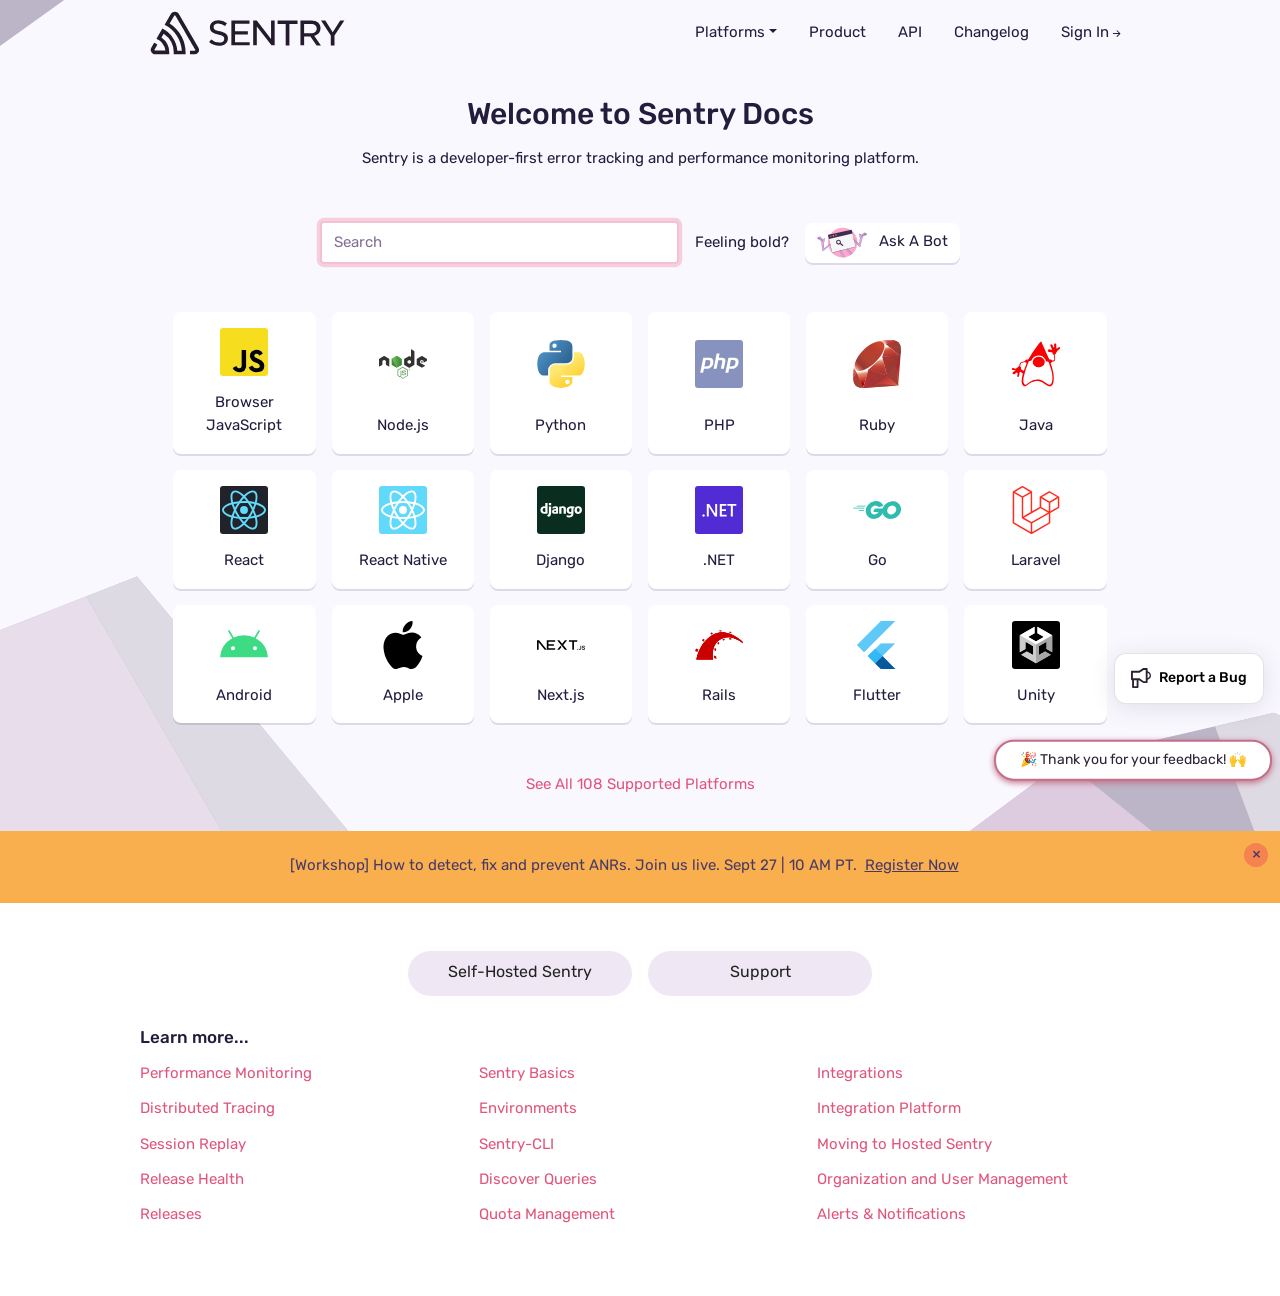 SENTRY
Platforms
Product
API
Changelog
Sign In →
Welcome to Sentry Docs
Sentry is a developer-first error tracking and performance monitoring platform.
Search
Feeling bold?
Ask A Bot
JS
Browser
JavaScript
node
JS
Node.js
Python
php
PHP
Ruby
Java
React
React Native
django
Django
.NET
.NET
GO
Go
Laravel
Android
Apple
NEXT.JS
Next.js
Rails
Flutter
Unity
Report a Bug
🎉 Thank you for your feedback! 🙌
See All 108 Supported Platforms
[Workshop] How to detect, fix and prevent ANRs. Join us live. Sept 27 | 10 AM PT. Register Now
×
Self-Hosted Sentry
Support
Learn more...
Performance Monitoring
Distributed Tracing
Session Replay
Release Health
Releases
Sentry Basics
Environments
Sentry-CLI
Discover Queries
Quota Management
Integrations
Integration Platform
Moving to Hosted Sentry
Organization and User Management
Alerts & Notifications